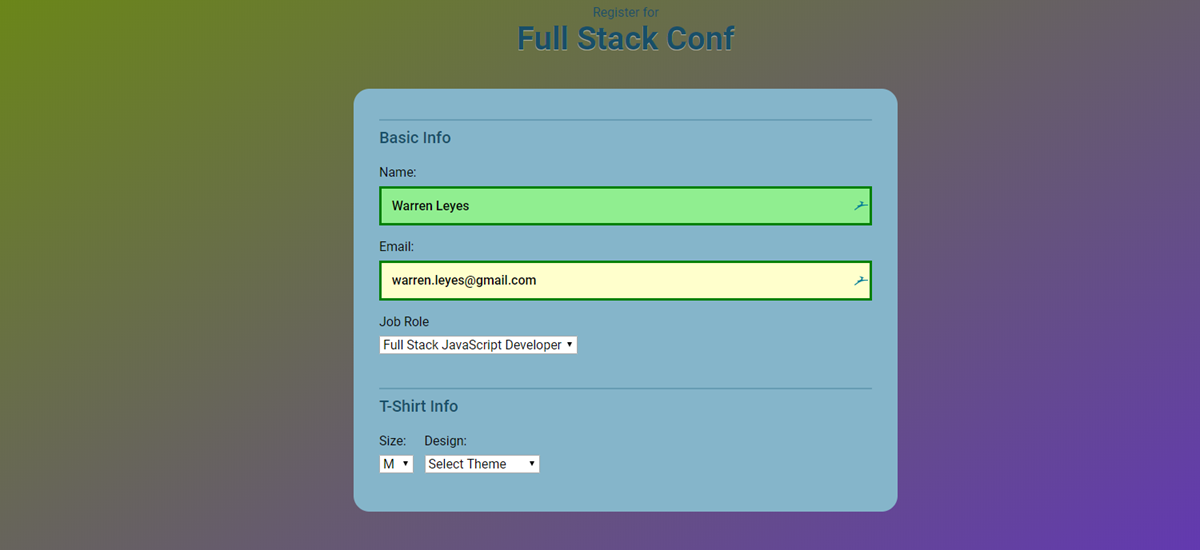 Register for
Full Stack Conf
Basic Info
Name:
Warren Leyes
Email:
warren.leyes@gmail.com
Job Role
Full Stack JavaScript Developer
T-Shirt Info
Size: Design:
M Select Theme